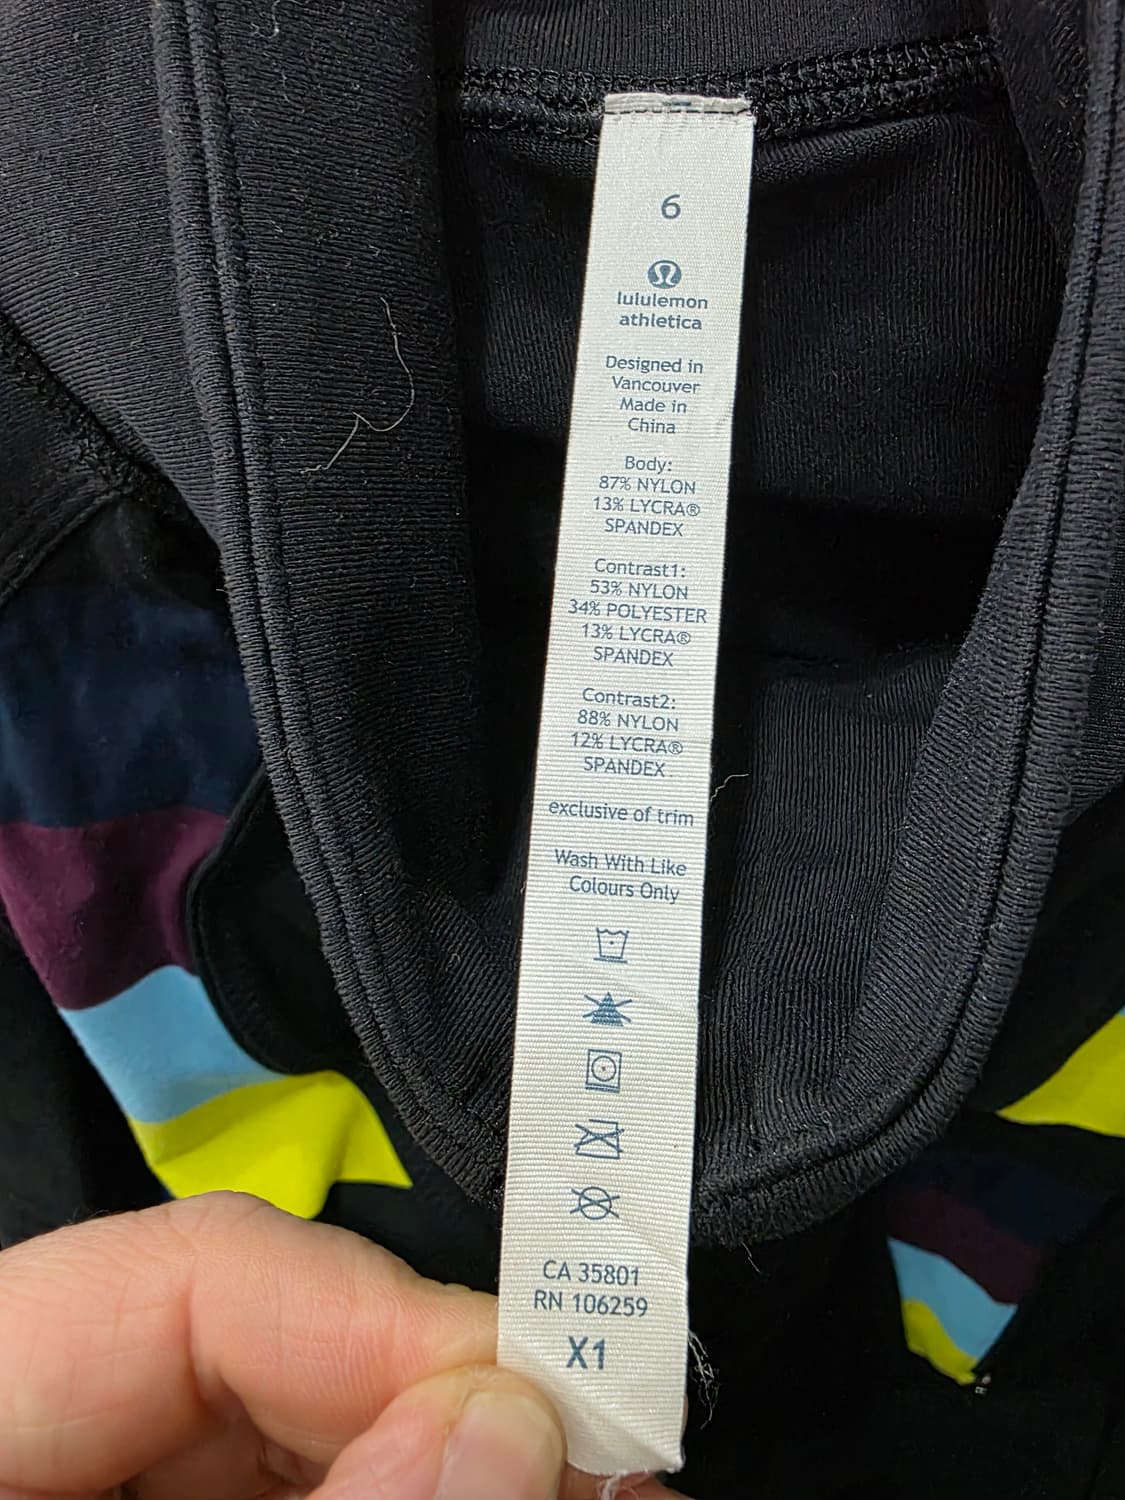 6
lululemon
athletica
Designed in
Vancouver
Made in
China
Body:
87% NYLON
13% LYCRA®
SPANDEX
Contrast1:
53% NYLON
34% POLYESTER
13% LYCRA®
SPANDEX
Contrast2:
88% NYLON
12% LYCRA®
SPANDEX
exclusive of trim
Wash With Like
Colours Only
CA 35801
RN 106259
X1